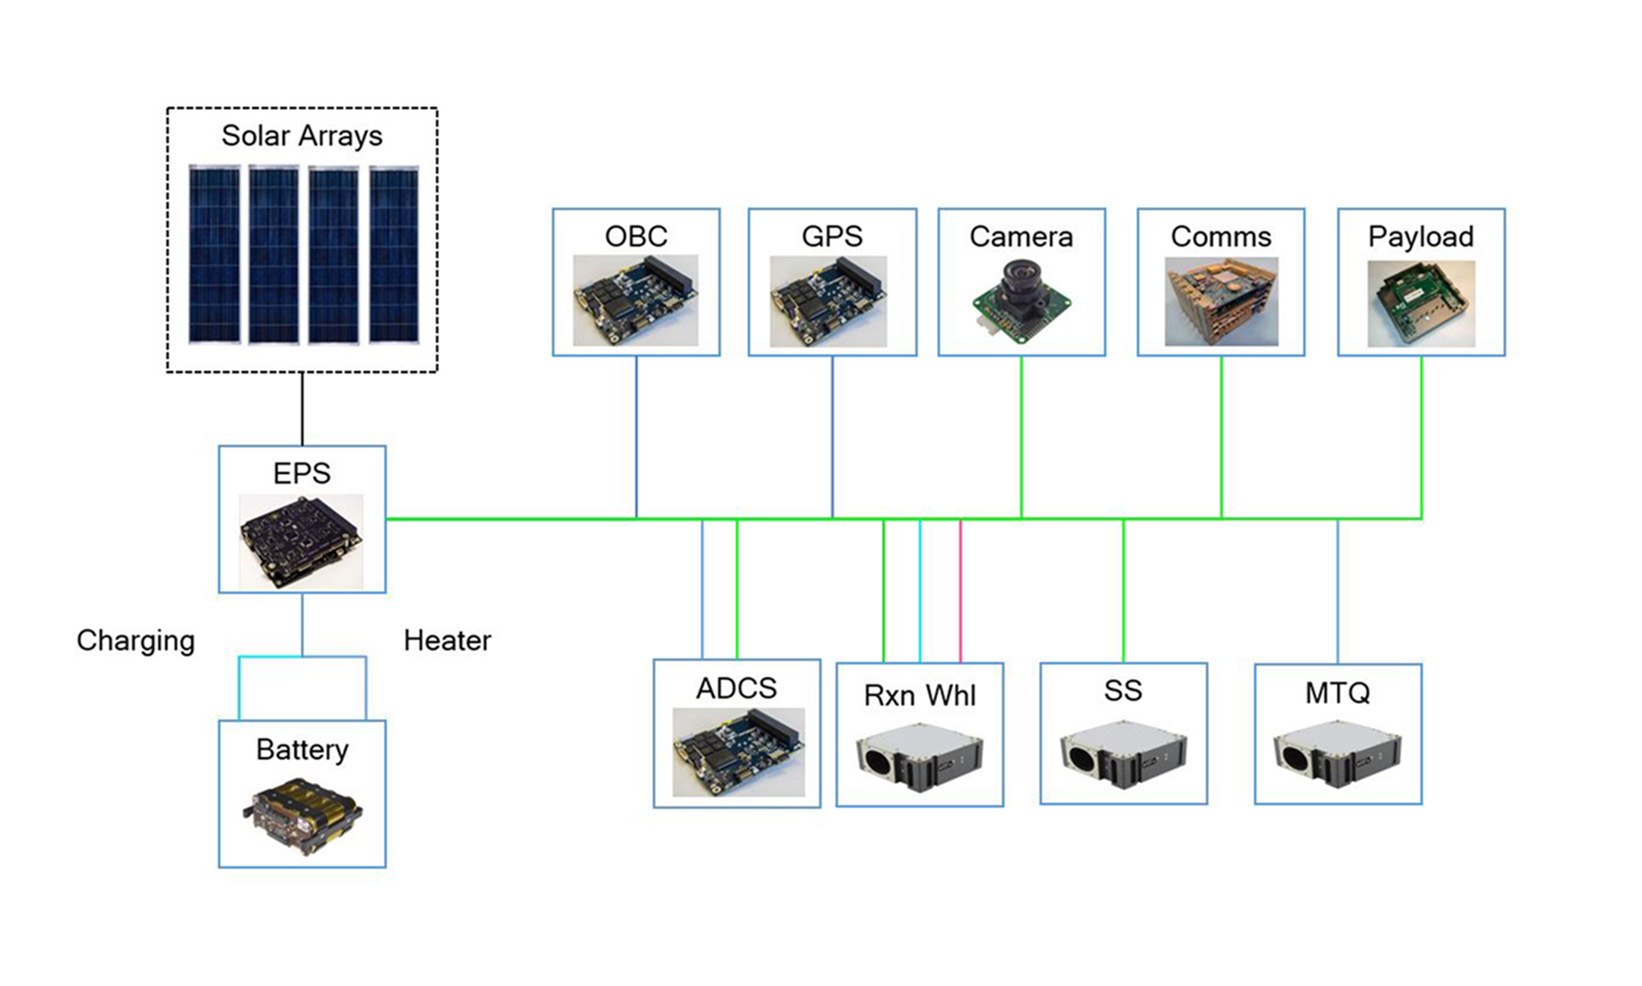 Solar Arrays
OBC
GPS
Camera
Comms
Payload
EPS
Charging
Heater
Battery
ADCS
Rxn Whl
SS
MTQ